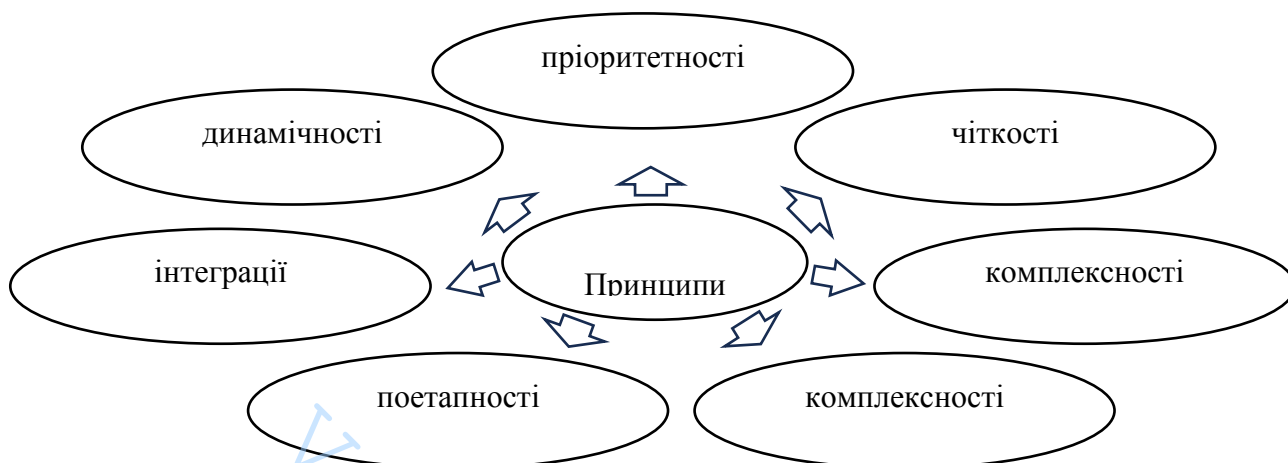 пріоритетності
динамічності
чіткості
інтеграції
Принципи
комплексності
поетапності
комплексності